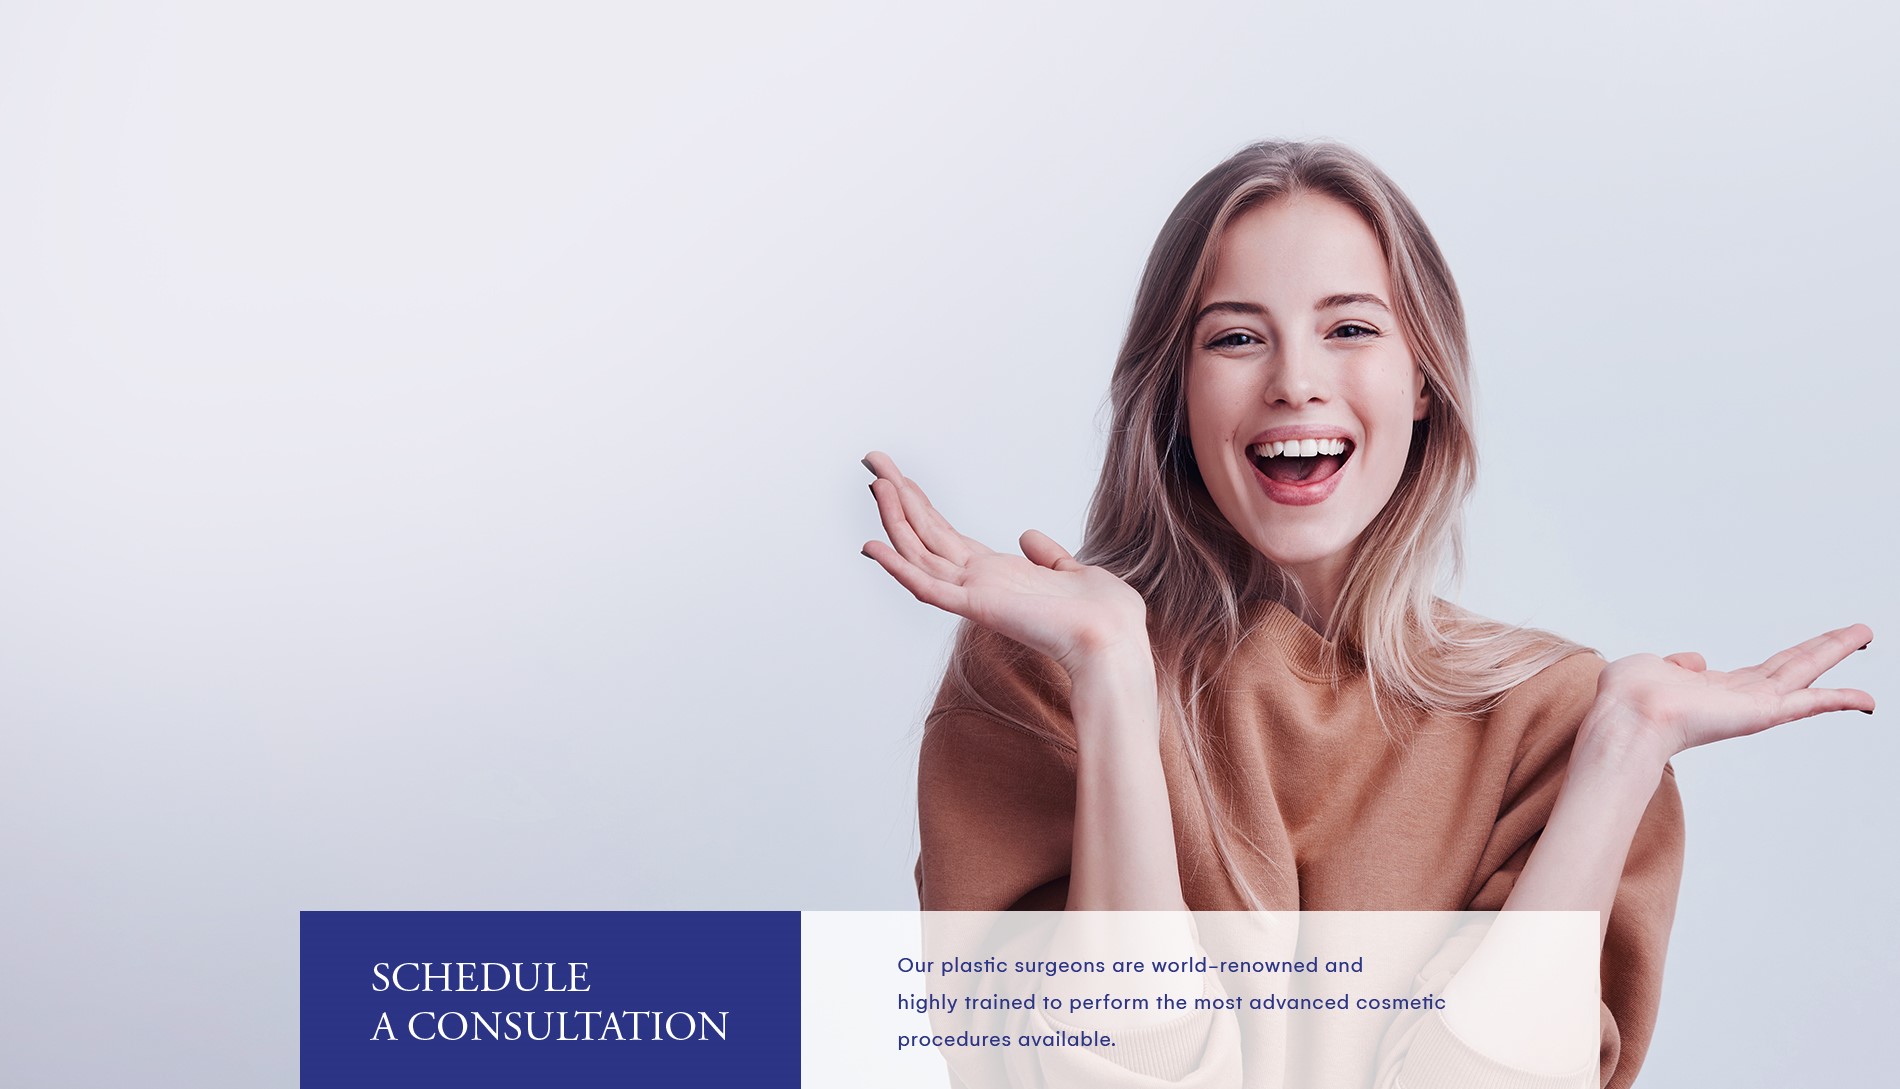 SCHEDULE
A CONSULTATION
Our plastic surgeons are world-renowned and
highly trained to perform the most advanced cosmetic
procedures available.